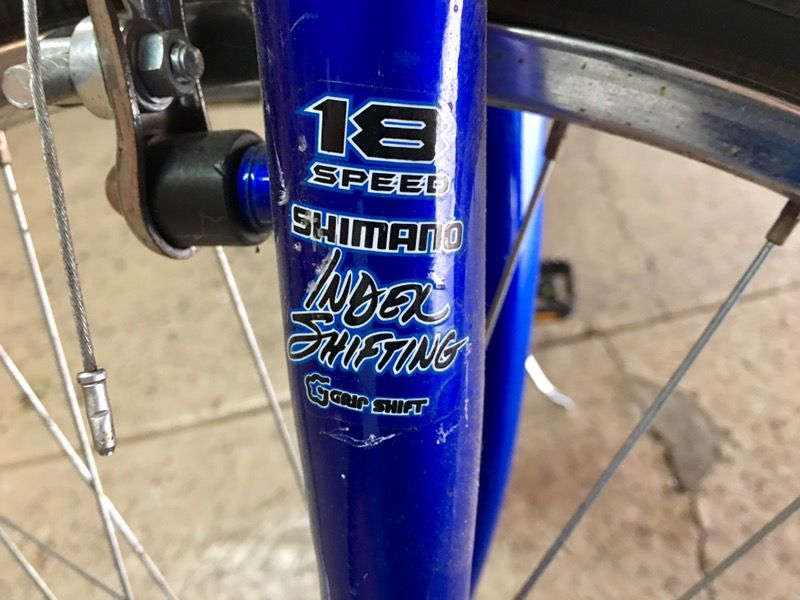 18
SPEED
SHIMANO
INDEX
SHIFTING
GRIP SHIFT